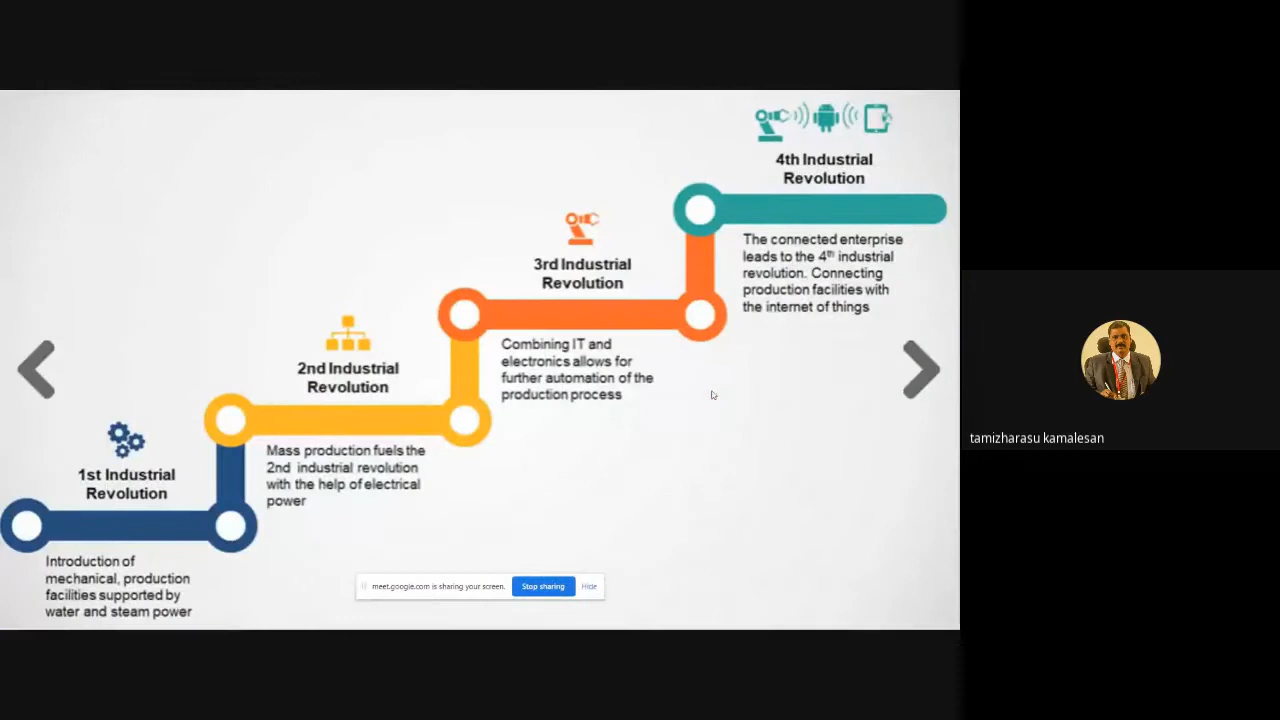 4th Industrial
Revolution
The connected enterprise
leads to the 4th industrial
revolution. Connecting
production facilities with
the internet of things
3rd Industrial
Revolution
Combining IT and
electronics allows for
further automation of the
production process
2nd Industrial
Revolution
Mass production fuels the
2nd industrial revolution
with the help of electrical
power
1st Industrial
Revolution
Introduction of
mechanical, production
facilities supported by
water and steam power
meet.google.com is sharing your screen. Stop sharing Hide
tamizharasu kamalesan